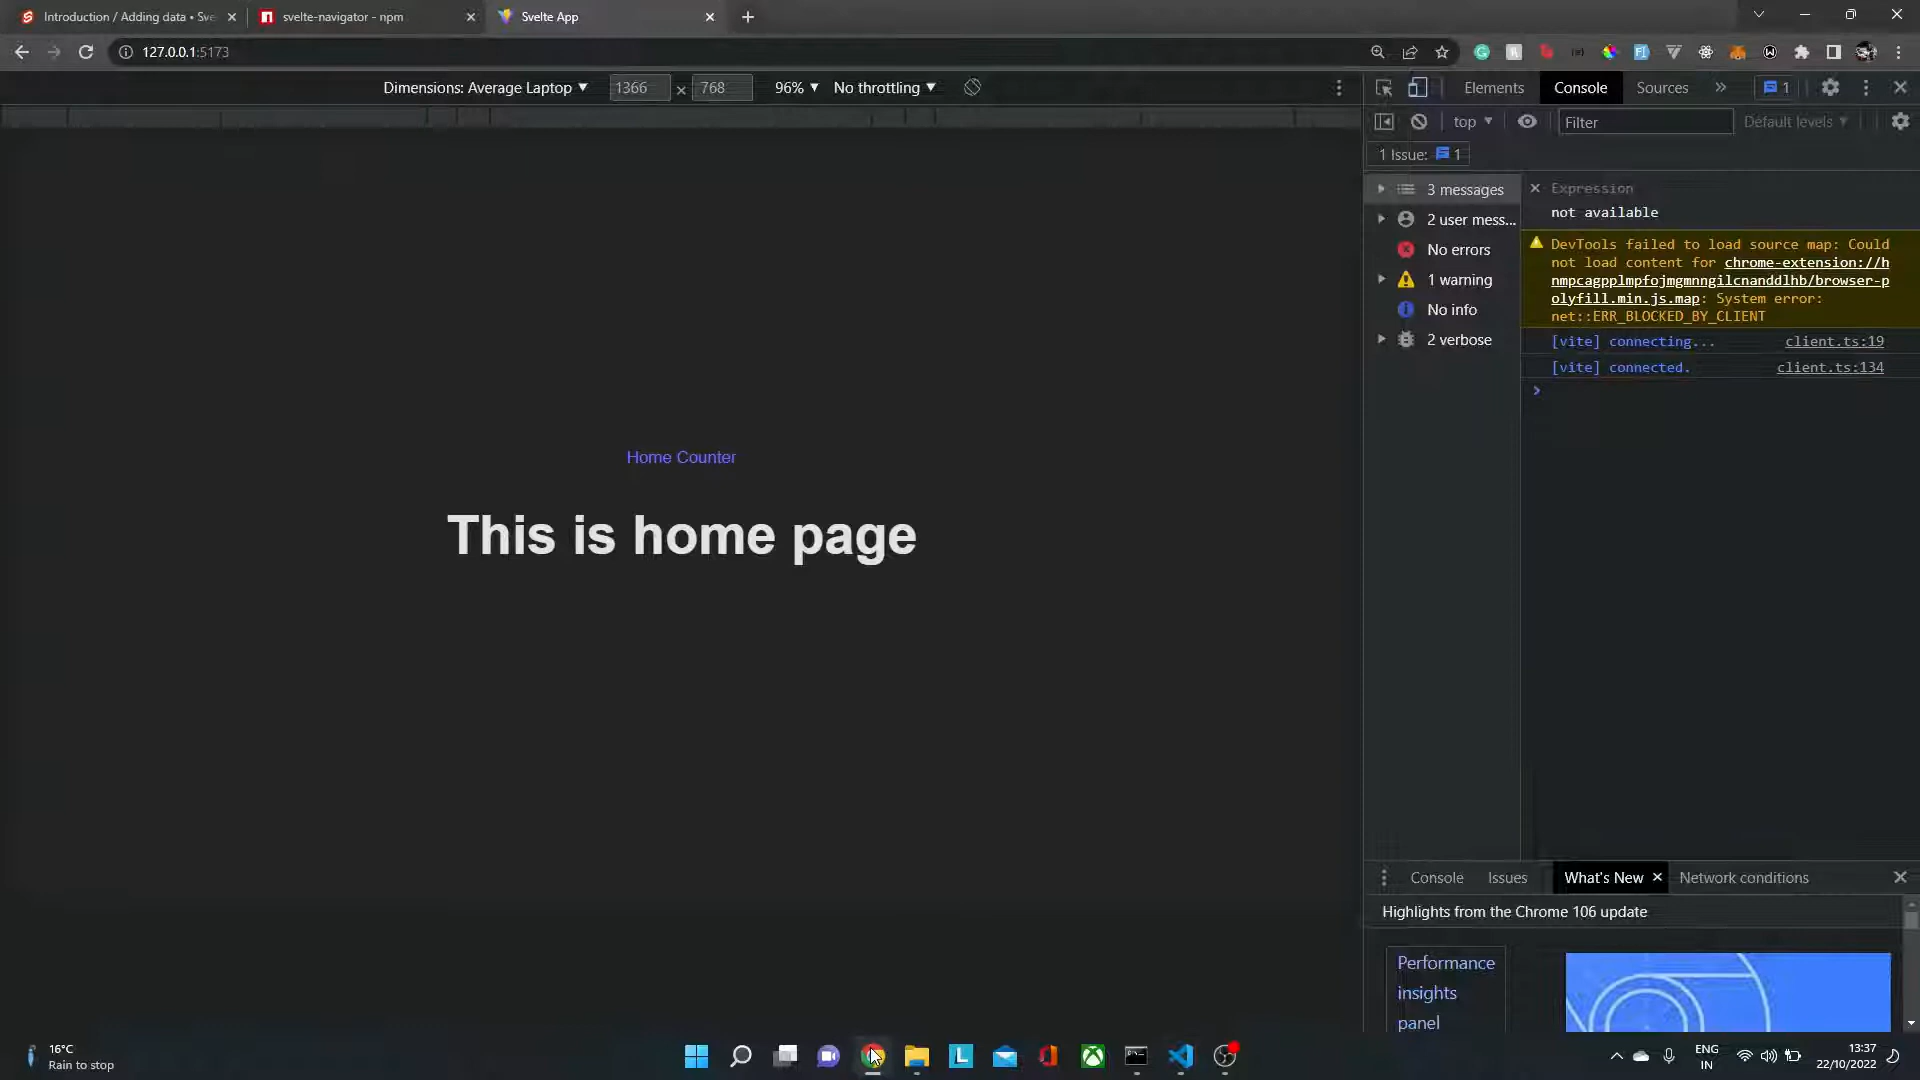 Introduction / Adding data • Sve
svelte-navigator - npm
Svelte App
127.0.0.1:5173
Dimensions: Average Laptop ▼ 1366 × 768 96% ▼ No throttling ▼
Elements Console Sources » 1
top ▼ Filter Default levels ▼
1 Issue: 1
3 messages
2 user mess...
No errors
1 warning
No info
2 verbose
Expression
not available
DevTools failed to load source map: Could
not load content for chrome-extension://h
nmpcagpplmpfojmgmnngilcnanddlhb/browser-p
olyfill.min.js.map: System error:
net::ERR_BLOCKED_BY_CLIENT
[vite] connecting... client.ts:19
[vite] connected. client.ts:134
Home Counter
This is home page
Console Issues What's New Network conditions
Highlights from the Chrome 106 update
Performance
insights
panel
16°C
Rain to stop
ENG
IN
13:37
22/10/2022